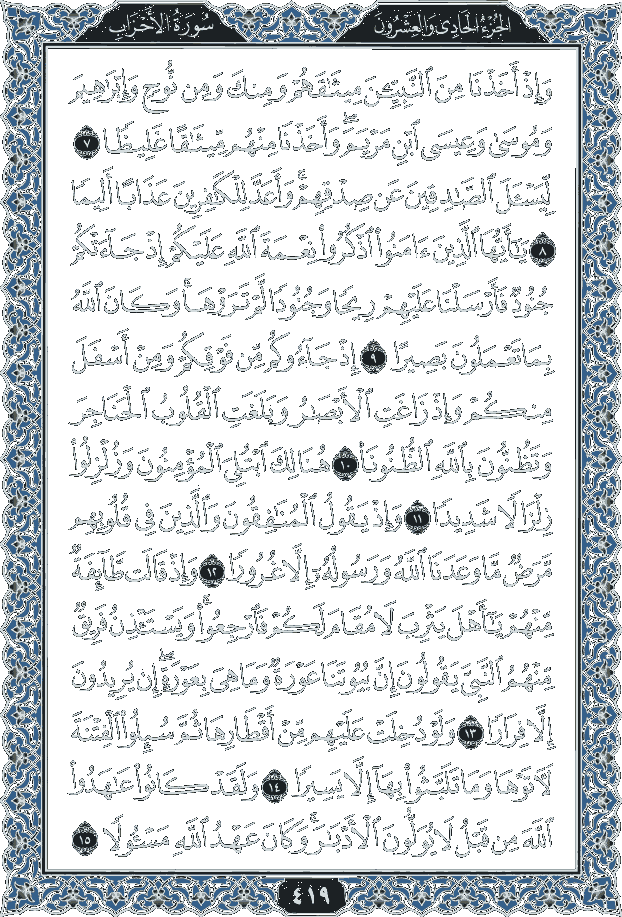 الجزء الحادي والعشرون
سورة الأحزاب
وَإِذْ أَخَذْنَا مِنَ ٱلنَّبِيِّـۧنَ مِيثَٰقَهُمْ وَمِنكَ وَمِن نُّوحٍ وَإِبْرَٰهِيمَ
وَمُوسَىٰ وَعِيسَى ٱبْنِ مَرْيَمَ ۖ وَأَخَذْنَا مِنْهُم مِّيثَٰقًا غَلِيظًا ٧
لِّيَسْـَٔلَ ٱلصَّٰدِقِينَ عَن صِدْقِهِمْ ۚ وَأَعَدَّ لِلْكَٰفِرِينَ عَذَابًا أَلِيمًا
٨ يَٰٓأَيُّهَا ٱلَّذِينَ ءَامَنُوا۟ ٱذْكُرُوا۟ نِعْمَةَ ٱللَّهِ عَلَيْكُمْ إِذْ جَآءَتْكُمْ
جُنُودٌ فَأَرْسَلْنَا عَلَيْهِمْ رِيحًا وَجُنُودًا لَّمْ تَرَوْهَا ۚ وَكَانَ ٱللَّهُ
بِمَا تَعْمَلُونَ بَصِيرًا ٩ إِذْ جَآءُوكُم مِّن فَوْقِكُمْ وَمِنْ أَسْفَلَ
مِنكُمْ وَإِذْ زَاغَتِ ٱلْأَبْصَٰرُ وَبَلَغَتِ ٱلْقُلُوبُ ٱلْحَنَاجِرَ
وَتَظُنُّونَ بِٱللَّهِ ٱلظُّنُونَا۠ ١٠ هُنَالِكَ ٱبْتُلِىَ ٱلْمُؤْمِنُونَ وَزُلْزِلُوا۟
زِلْزَالًا شَدِيدًا ١١ وَإِذْ يَقُولُ ٱلْمُنَٰفِقُونَ وَٱلَّذِينَ فِى قُلُوبِهِم
مَّرَضٌ مَّا وَعَدَنَا ٱللَّهُ وَرَسُولُهُۥٓ إِلَّا غُرُورًا ١٢ وَإِذْ قَالَت طَّآئِفَةٌ
مِّنْهُمْ يَٰٓأَهْلَ يَثْرِبَ لَا مُقَامَ لَكُمْ فَٱرْجِعُوا۟ ۚ وَيَسْتَـْٔذِنُ فَرِيقٌ
مِّنْهُمُ ٱلنَّبِىَّ يَقُولُونَ إِنَّ بُيُوتَنَا عَوْرَةٌ وَمَا هِىَ بِعَوْرَةٍ ۖ إِن يُرِيدُونَ
إِلَّا فِرَارًا ١٣ وَلَوْ دُخِلَتْ عَلَيْهِم مِّنْ أَقْطَارِهَا ثُمَّ سُئِلُوا۟ ٱلْفِتْنَةَ
لَءَاتَوْهَا وَمَا تَلَبَّثُوا۟ بِهَآ إِلَّا يَسِيرًا ١٤ وَلَقَدْ كَانُوا۟ عَٰهَدُوا۟
ٱللَّهَ مِن قَبْلُ لَا يُوَلُّونَ ٱلْأَدْبَٰرَ ۚ وَكَانَ عَهْدُ ٱللَّهِ مَسْـُٔولًا ١٥
٤١٩